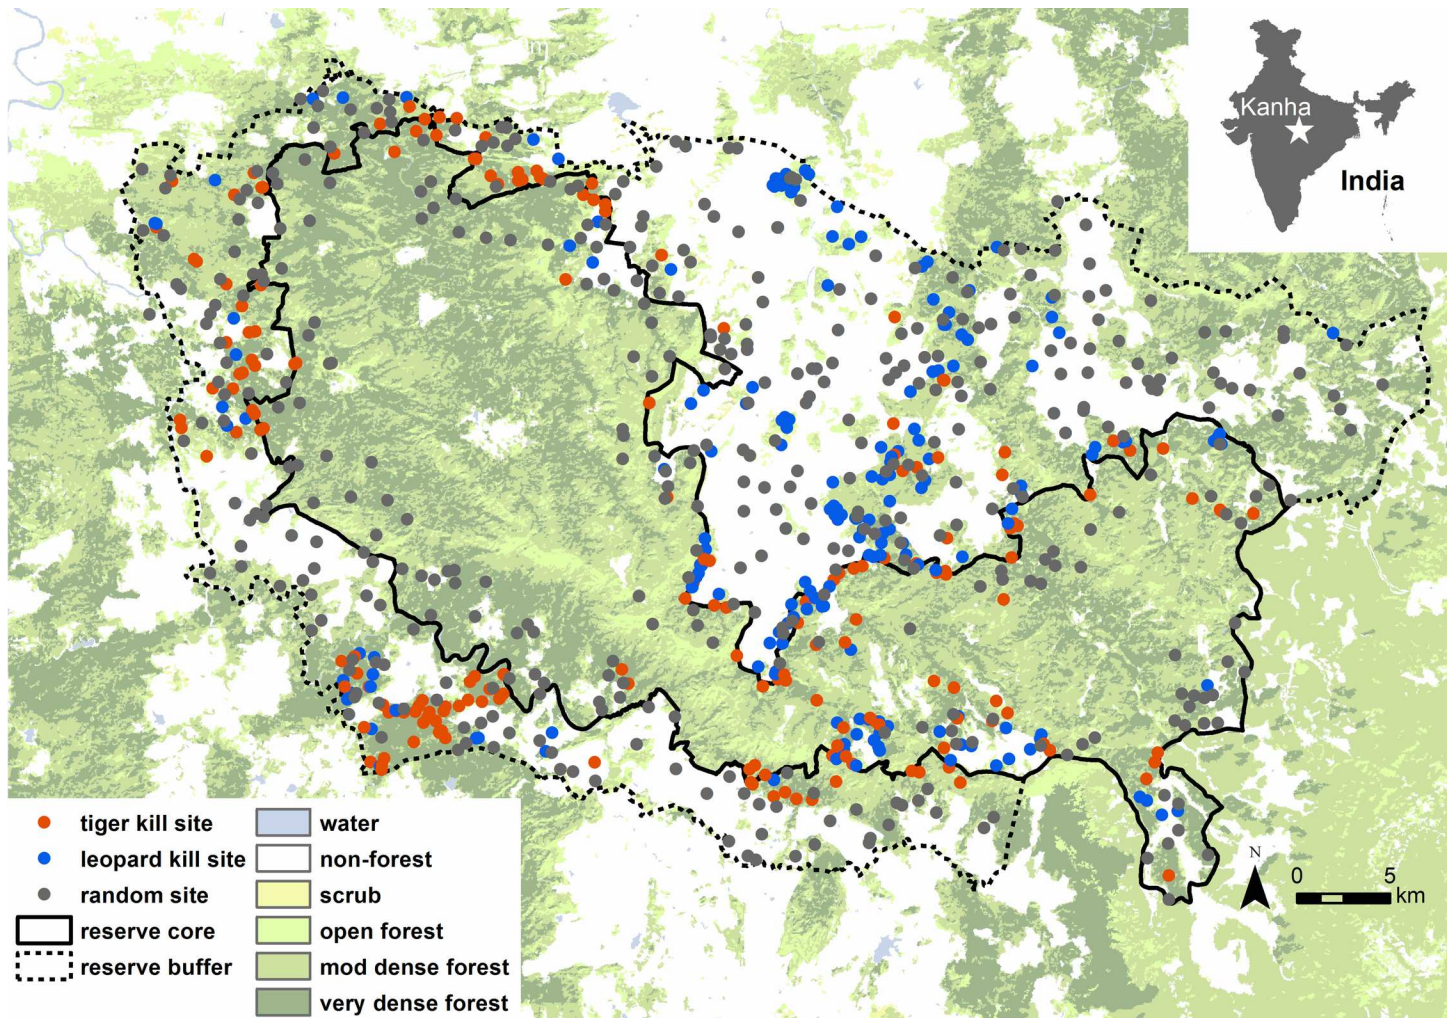 Kanha
India
tiger kill site
leopard kill site
random site
reserve core
reserve buffer
water
non-forest
scrub
open forest
mod dense forest
very dense forest
N
0 5
km